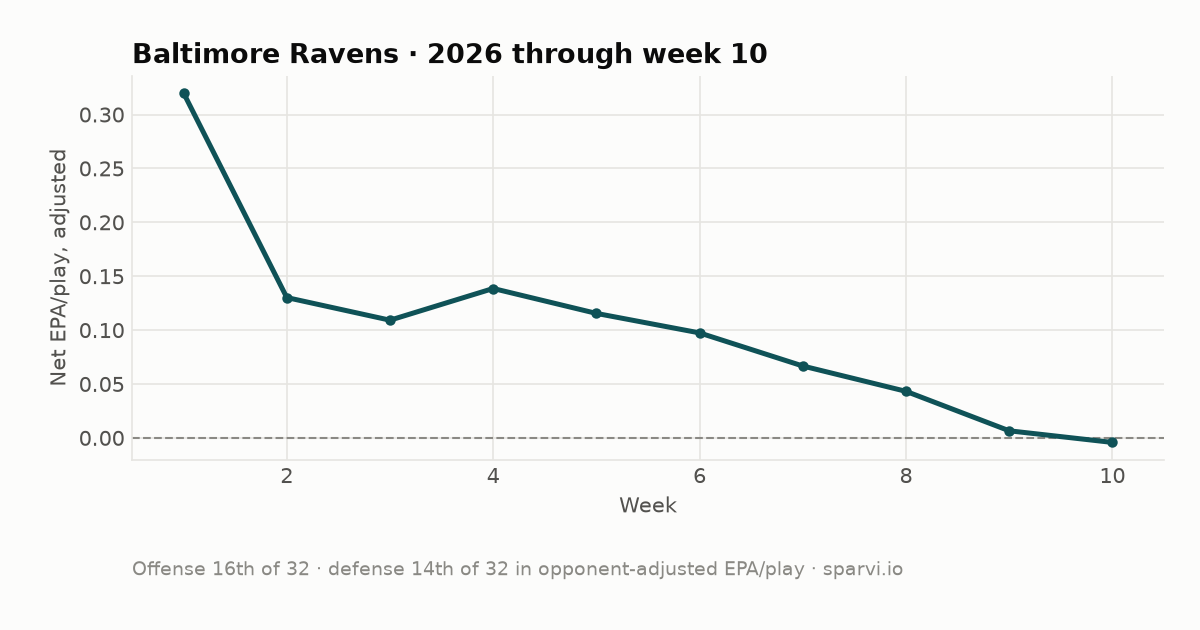 Baltimore Ravens · 2026 through week 10
Net EPA/play, adjusted
0.30
0.25
0.20
0.15
0.10
0.05
0.00
2 4 6 8 10
Week
Offense 16th of 32 · defense 14th of 32 in opponent-adjusted EPA/play · sparvi.io